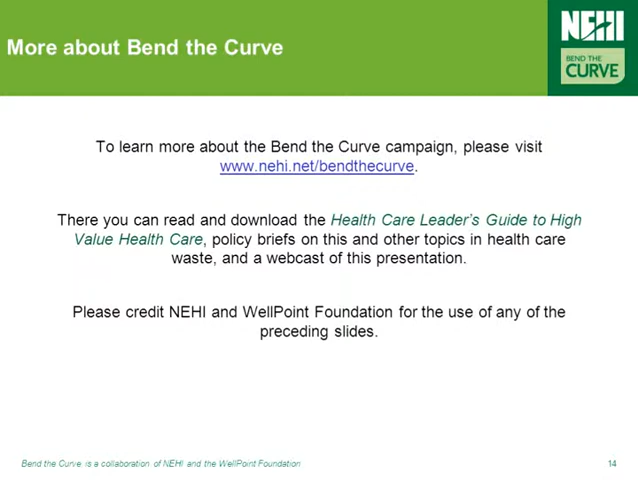 More about Bend the Curve
NEHI
BEND THE
CURVE
To learn more about the Bend the Curve campaign, please visit
www.nehi.net/bendthecurve.
There you can read and download the Health Care Leader's Guide to High
Value Health Care, policy briefs on this and other topics in health care
waste, and a webcast of this presentation.
Please credit NEHI and WellPoint Foundation for the use of any of the
preceding slides.
Bend the Curve is a collaboration of NEHI and the WellPoint Foundation
14